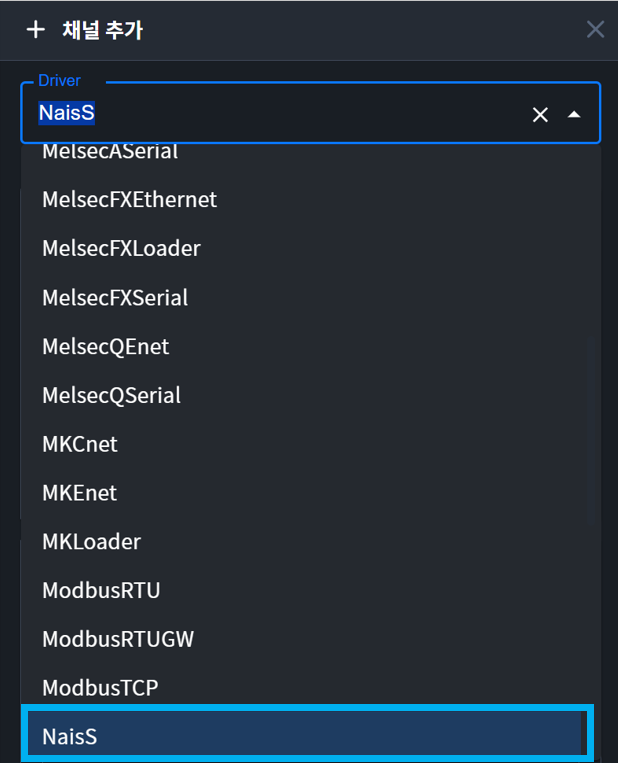 + 채널 추가
Driver
NaisS
MelsecASerial
MelsecFXEthernet
MelsecFXLoader
MelsecFXSerial
MelsecQEnet
MelsecQSerial
MKCnet
MKEnet
MKLoader
ModbusRTU
ModbusRTUGW
ModbusTCP
NaisS